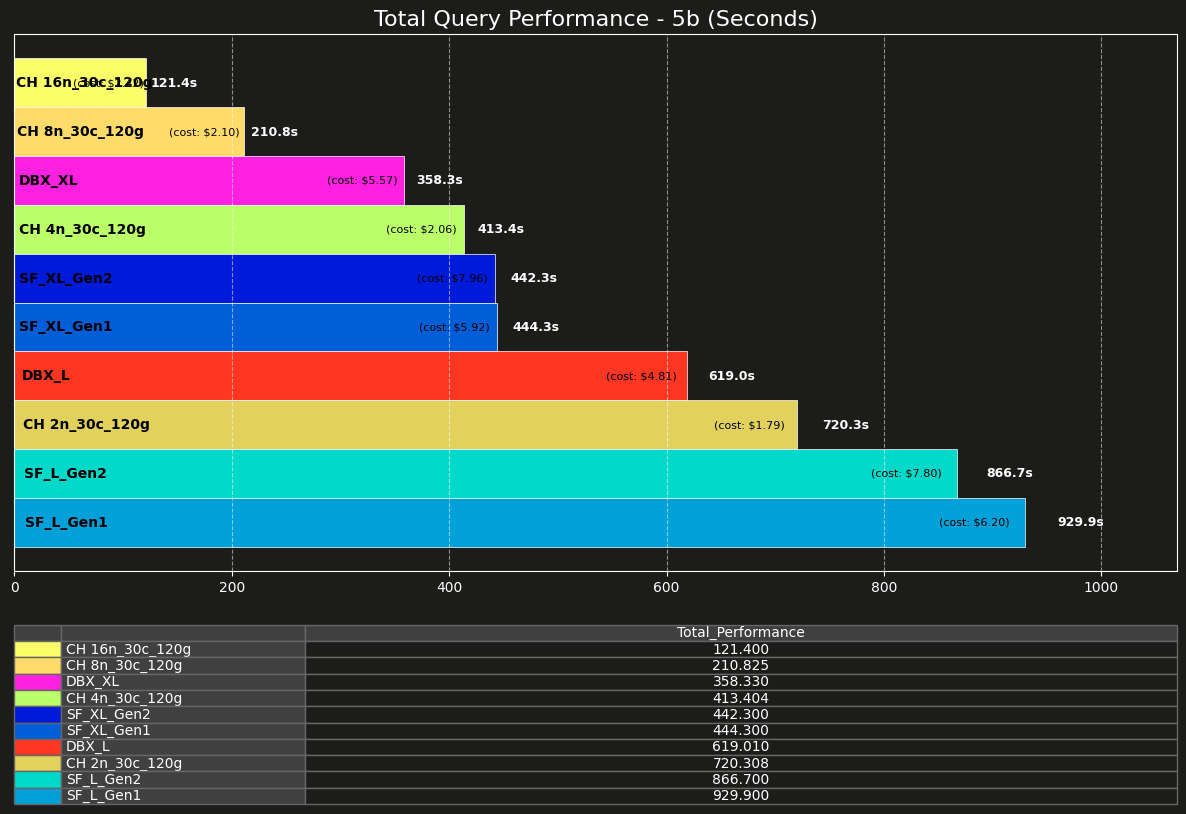 Total Query Performance - 5b (Seconds)
CH 16n_30c_120g 121.4s
CH 8n_30c_120g (cost: $2.10) 210.8s
DBX_XL (cost: $5.57) 358.3s
CH 4n_30c_120g (cost: $2.06) 413.4s
SF_XL_Gen2 (cost: $7.96) 442.3s
SF_XL_Gen1 (cost: $5.92) 444.3s
DBX_L (cost: $4.81) 619.0s
CH 2n_30c_120g (cost: $1.79) 720.3s
SF_L_Gen2 (cost: $7.80) 866.7s
SF_L_Gen1 (cost: $6.20) 929.9s
0 200 400 600 800 1000
Total_Performance
CH 16n_30c_120g 121.400
CH 8n_30c_120g 210.825
DBX_XL 358.330
CH 4n_30c_120g 413.404
SF_XL_Gen2 442.300
SF_XL_Gen1 444.300
DBX_L 619.010
CH 2n_30c_120g 720.308
SF_L_Gen2 866.700
SF_L_Gen1 929.900